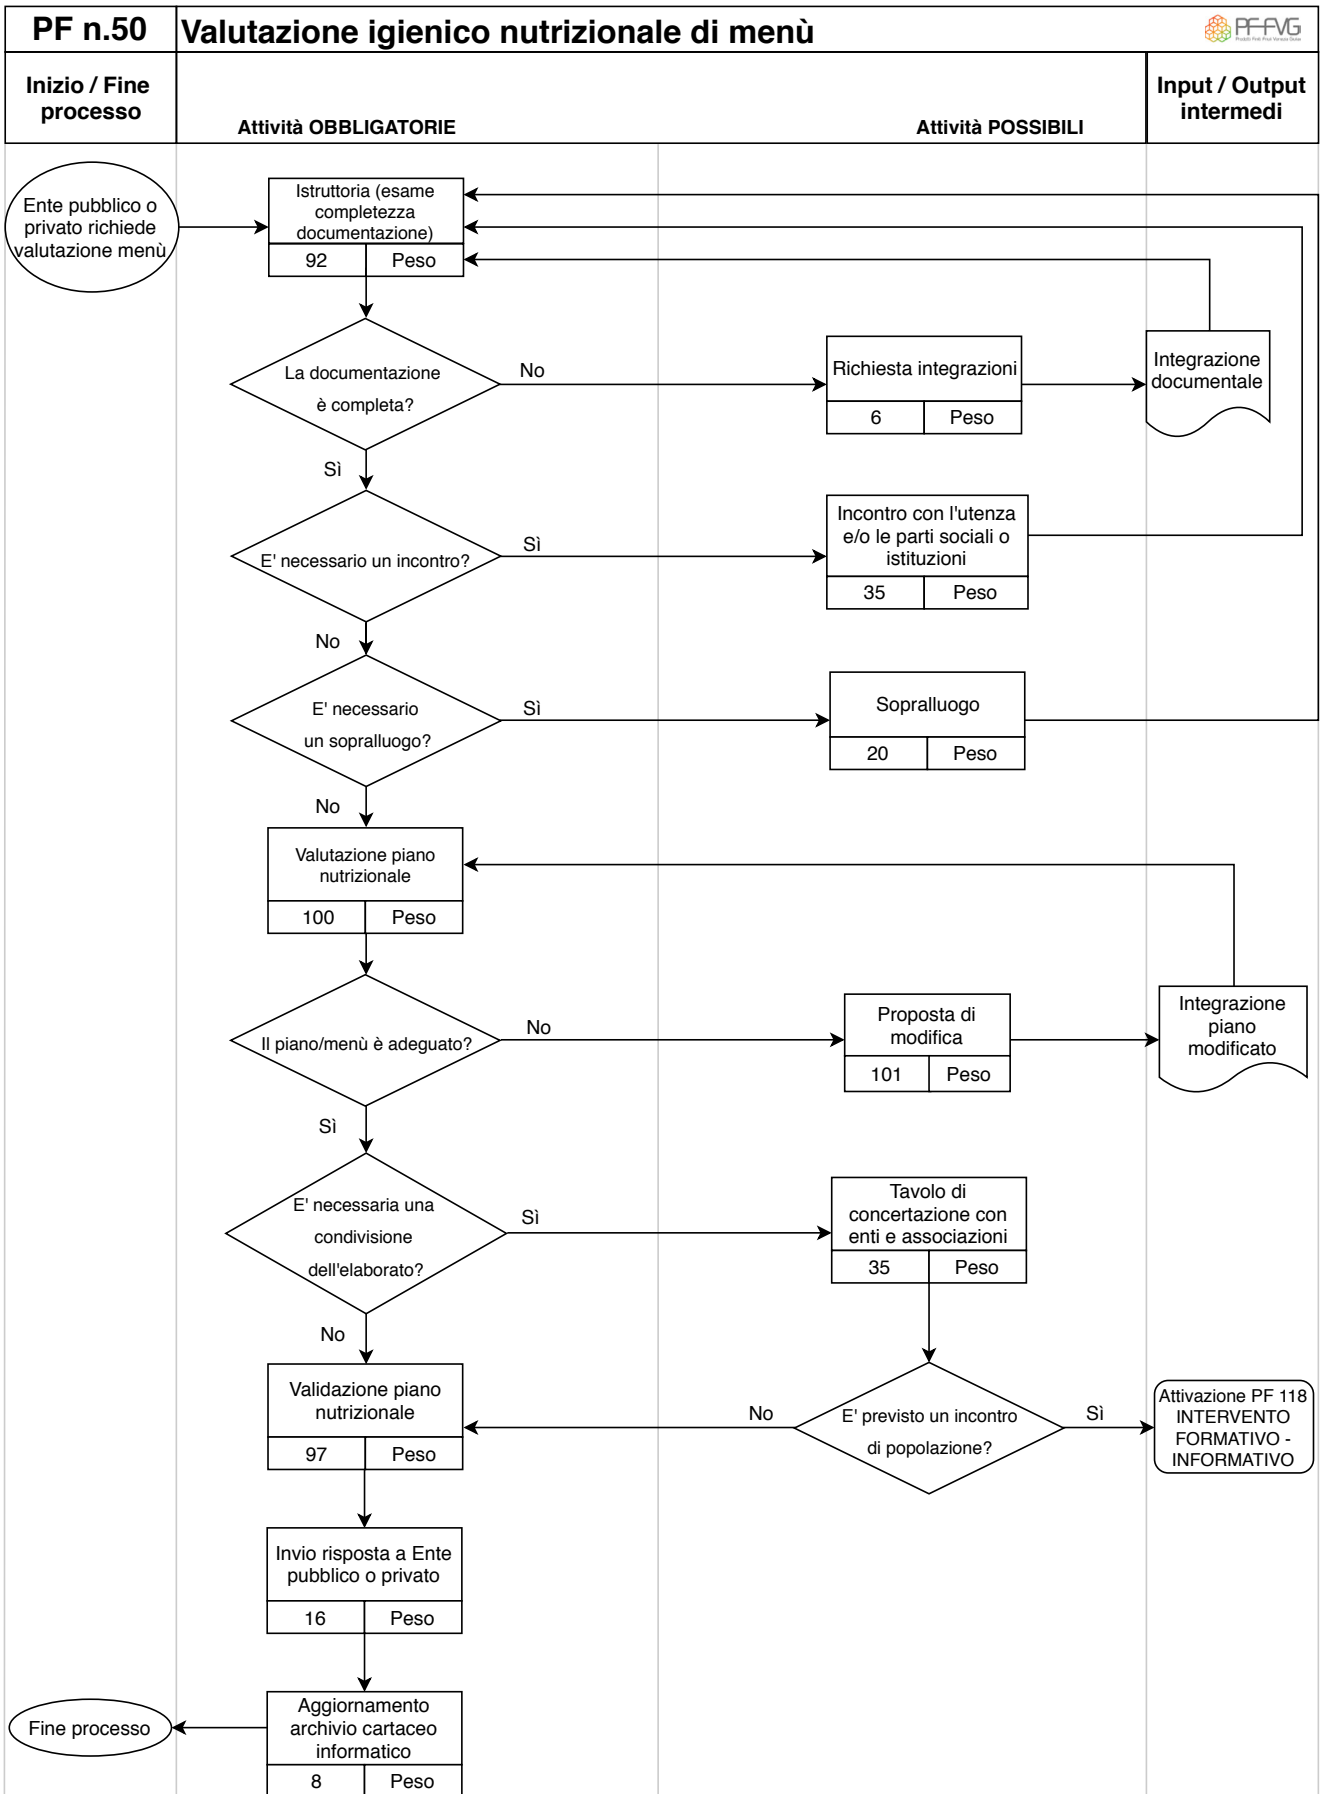 PF n.50
Valutazione igienico nutrizionale di menù
PF-FVG
Inizio / Fine
processo
Attività OBBLIGATORIE
Attività POSSIBILI
Input / Output
intermedi
Ente pubblico o
privato richiede
valutazione menù
Istruttoria (esame
completezza
documentazione)
92 Peso
La documentazione
è completa?
No
Richiesta integrazioni
6 Peso
Integrazione
documentale
Sì
E' necessario un incontro?
Sì
Incontro con l'utenza
e/o le parti sociali o
istituzioni
35 Peso
No
E' necessario
un sopralluogo?
Sì
Sopralluogo
20 Peso
No
Valutazione piano
nutrizionale
100 Peso
Il piano/menù è adeguato?
No
Proposta di
modifica
101 Peso
Integrazione
piano
modificato
Sì
E' necessaria una
condivisione
dell'elaborato?
Sì
Tavolo di
concertazione con
enti e associazioni
35 Peso
No
Validazione piano
nutrizionale
97 Peso
No
E' previsto un incontro
di popolazione?
Sì
Attivazione PF 118
INTERVENTO
FORMATIVO -
INFORMATIVO
Invio risposta a Ente
pubblico o privato
16 Peso
Aggiornamento
archivio cartaceo
informatico
8 Peso
Fine processo